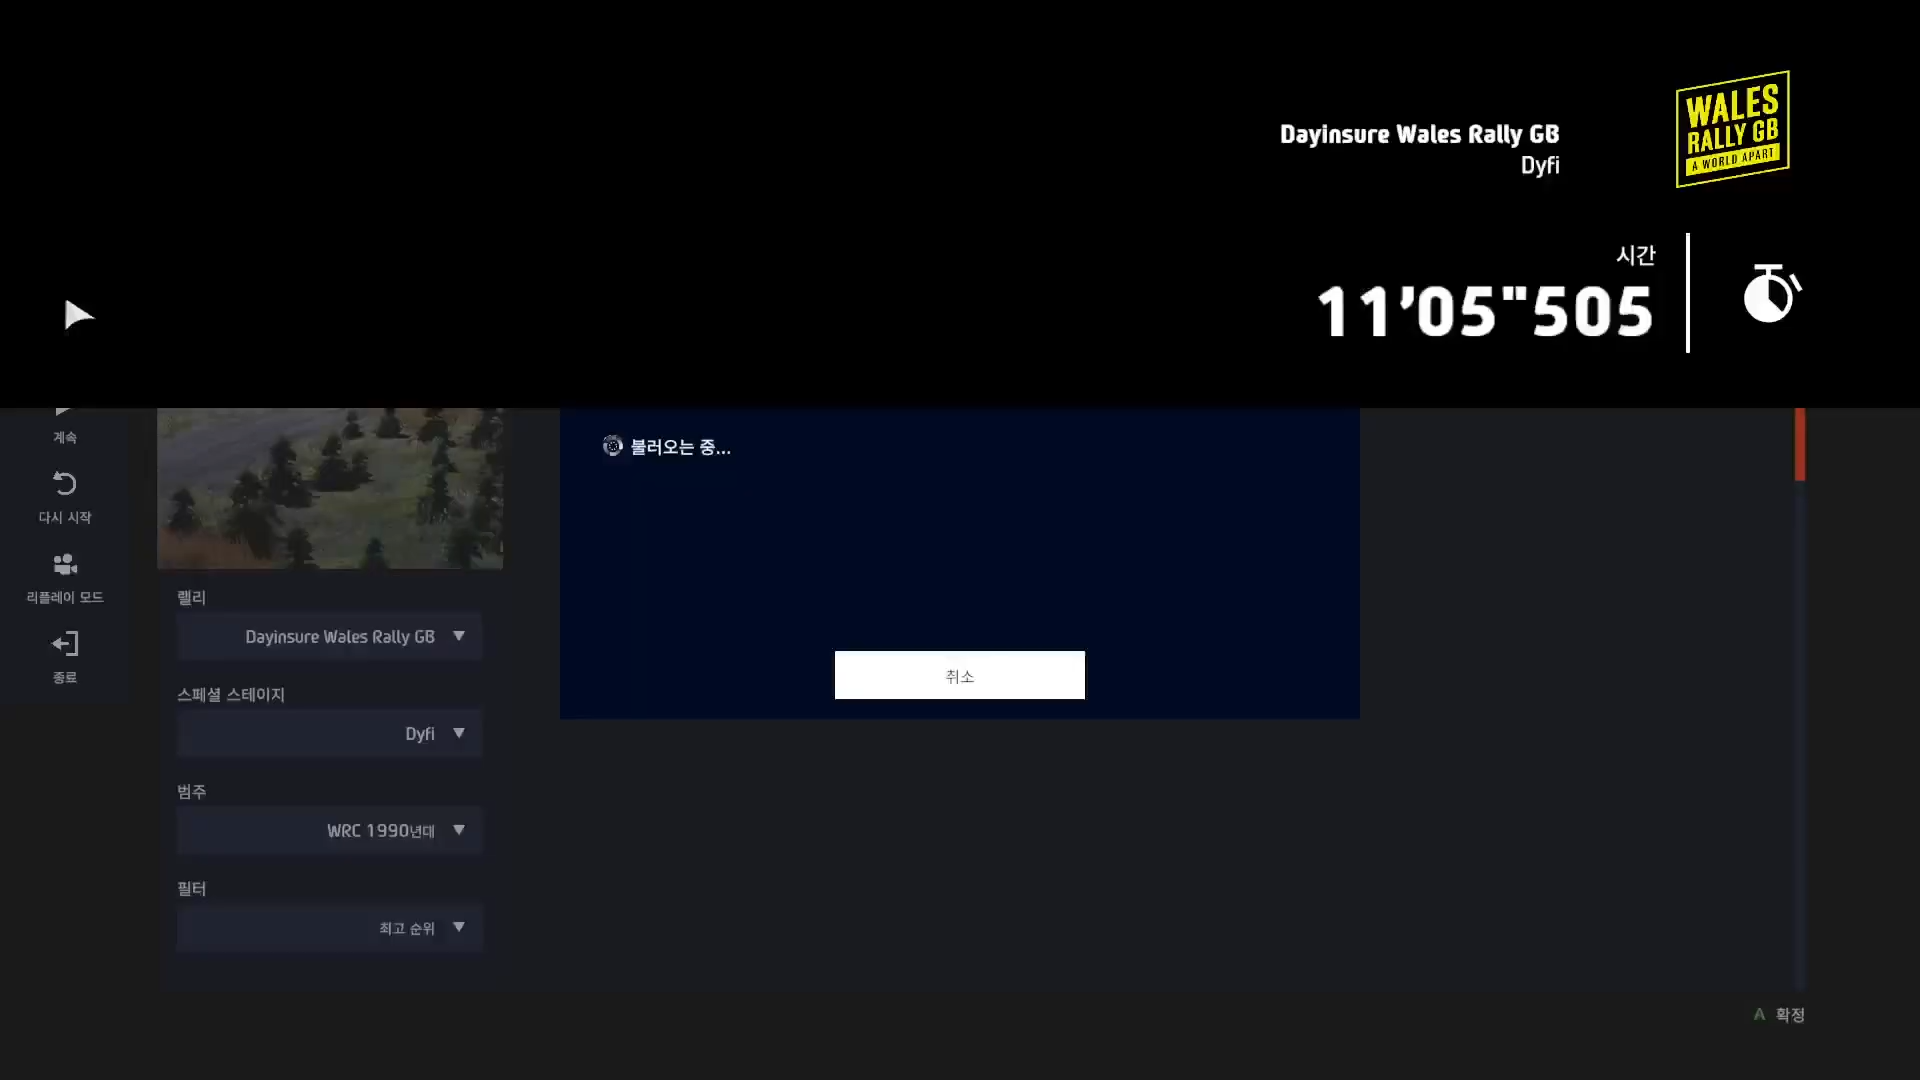 Dayinsure Wales Rally GB
Dyfi
WALES
RALLY GB
A WORLD APART
시간
11’05"505
계속
다시 시작
리플레이 모드
종료
불러오는 중...
취소
랠리
Dayinsure Wales Rally GB
스페셜 스테이지
Dyfi
범주
WRC 1990년대
필터
최고 순위
A 확정